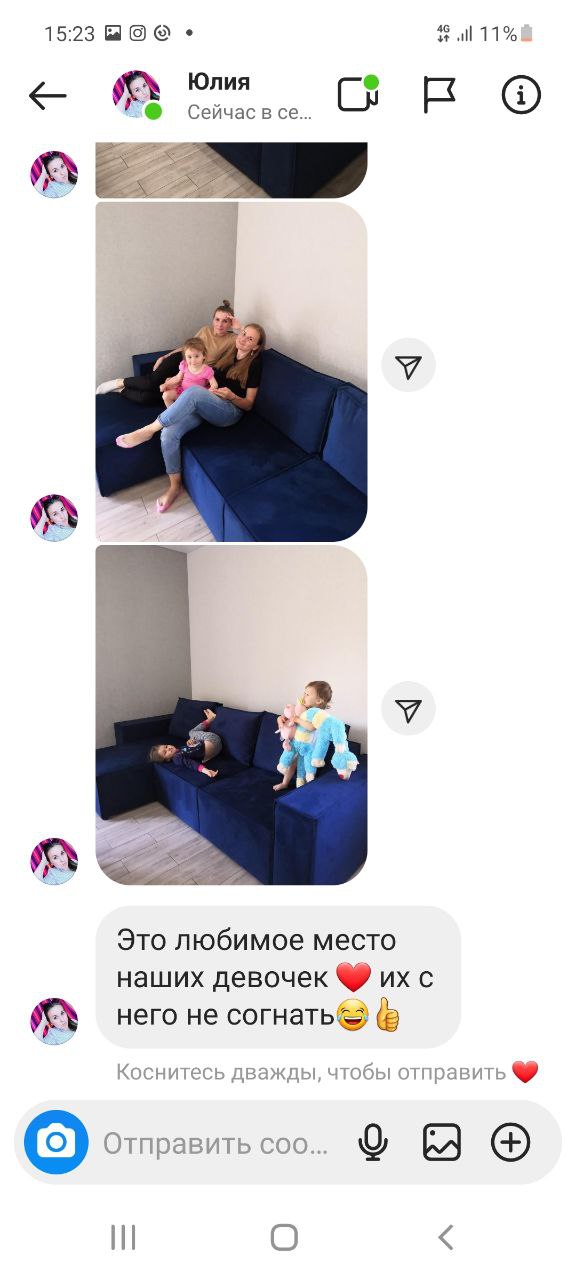 15:23
4G 11%
Юлия
Сейчас в се...
Это любимое место
наших девочек ❤️ их с
него не согнать😂👍
Коснитесь дважды, чтобы отправить ❤️
Отправить соо...